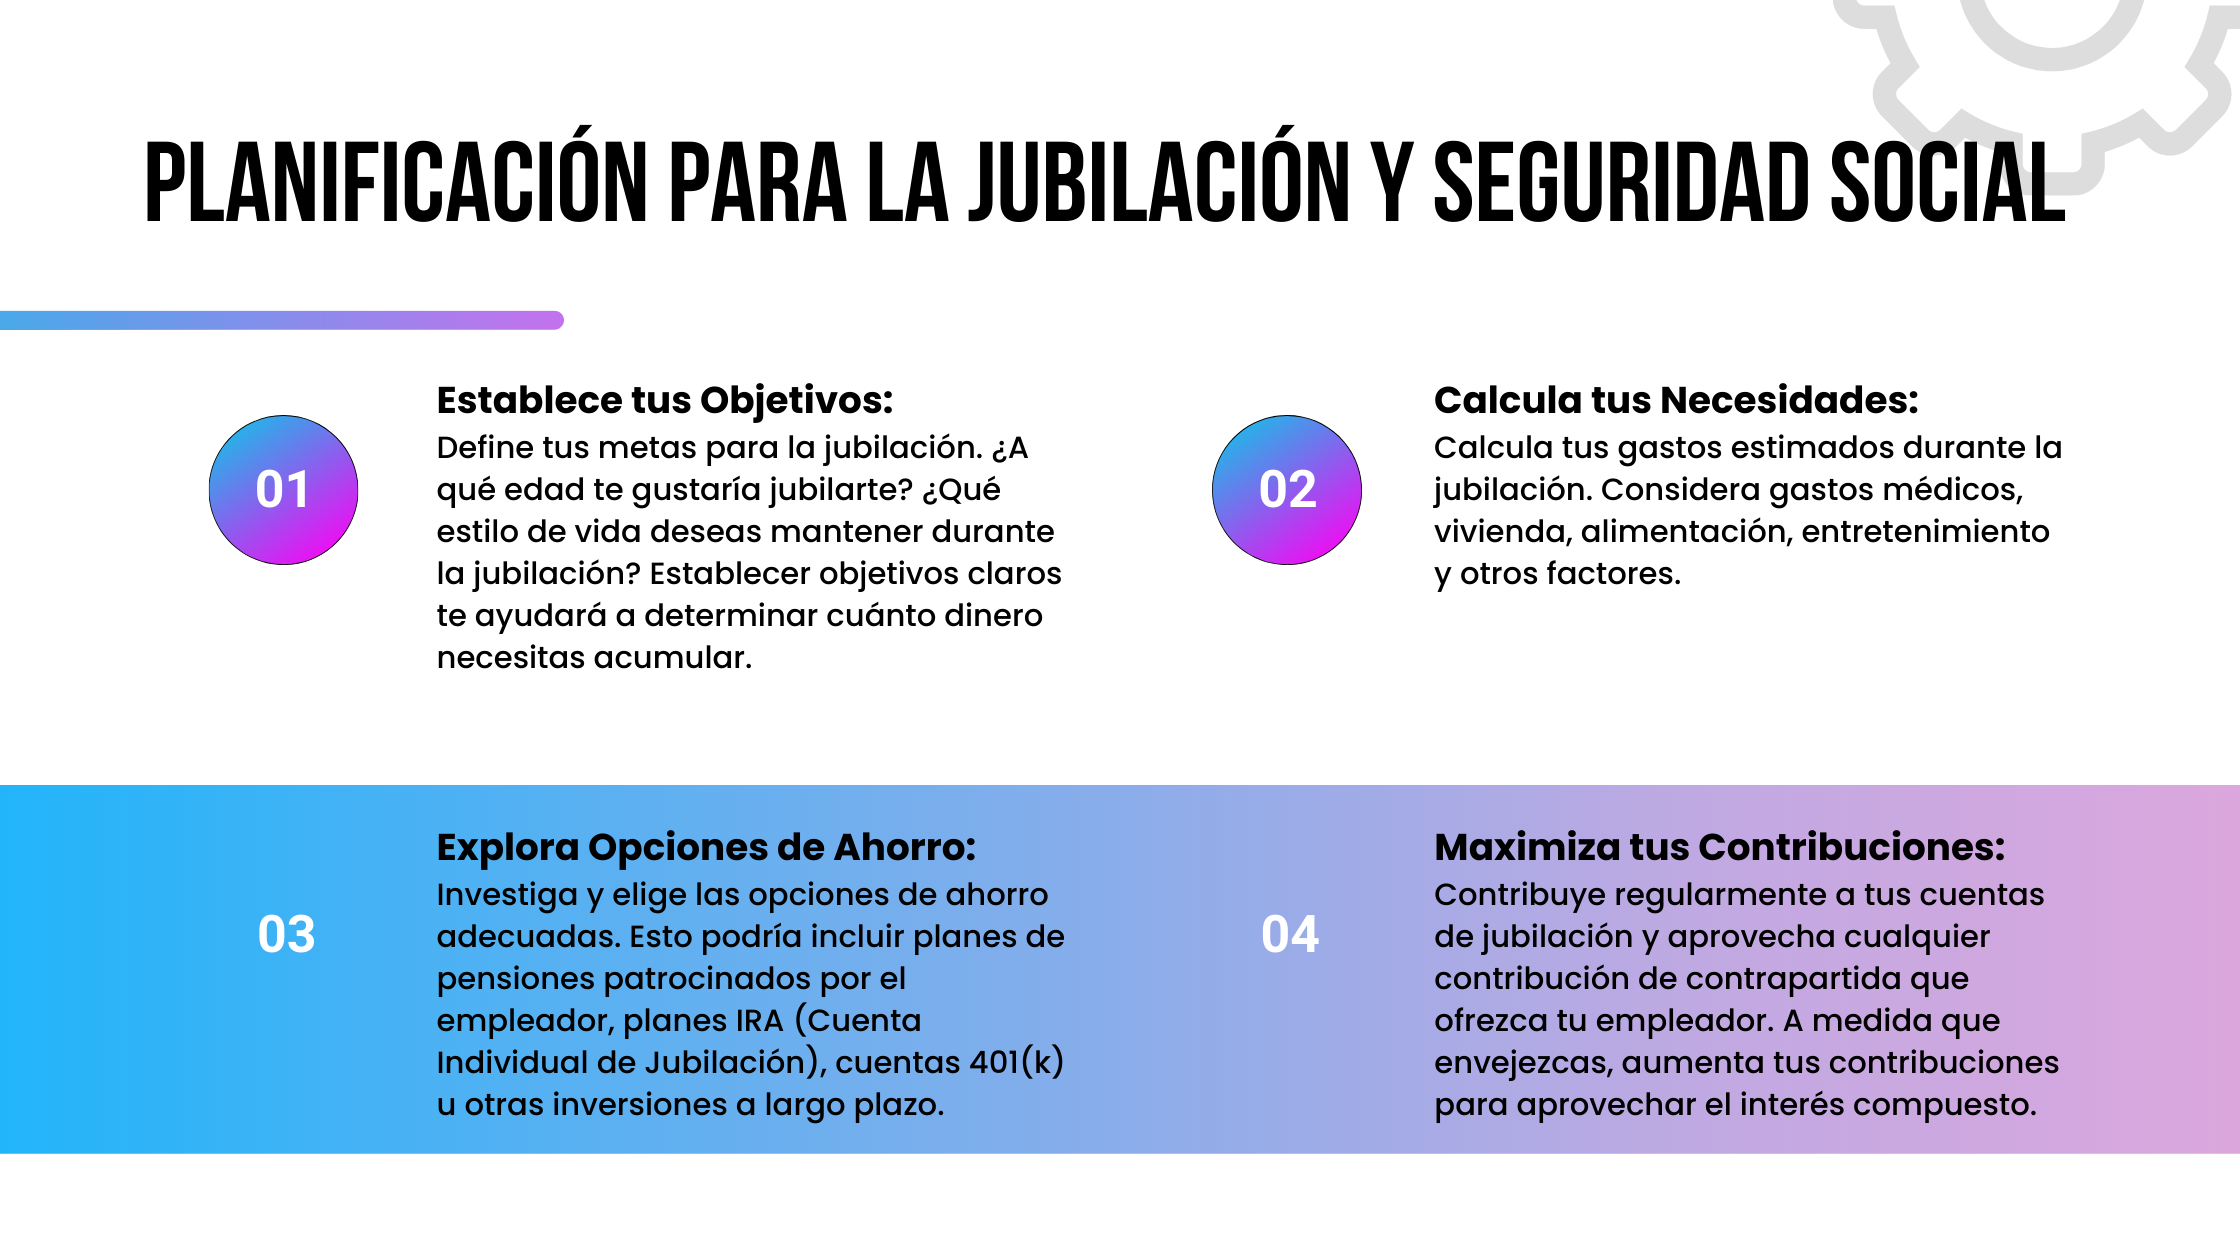 PLANIFICACIÓN PARA LA JUBILACIÓN Y SEGURIDAD SOCIAL
01
Establece tus Objetivos:
Define tus metas para la jubilación. ¿A
qué edad te gustaría jubilarte? ¿Qué
estilo de vida deseas mantener durante
la jubilación? Establecer objetivos claros
te ayudará a determinar cuánto dinero
necesitas acumular.
02
Calcula tus Necesidades:
Calcula tus gastos estimados durante la
jubilación. Considera gastos médicos,
vivienda, alimentación, entretenimiento
y otros factores.
03
Explora Opciones de Ahorro:
Investiga y elige las opciones de ahorro
adecuadas. Esto podría incluir planes de
pensiones patrocinados por el
empleador, planes IRA (Cuenta
Individual de Jubilación), cuentas 401(k)
u otras inversiones a largo plazo.
04
Maximiza tus Contribuciones:
Contribuye regularmente a tus cuentas
de jubilación y aprovecha cualquier
contribución de contrapartida que
ofrezca tu empleador. A medida que
envejezcas, aumenta tus contribuciones
para aprovechar el interés compuesto.